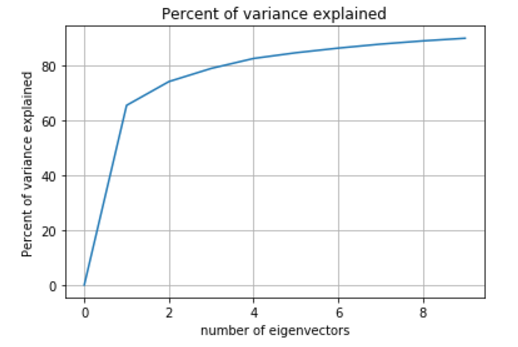 Percent of variance explained
Percent of variance explained
80
60
40
20
0
0 2 4 6 8
number of eigenvectors